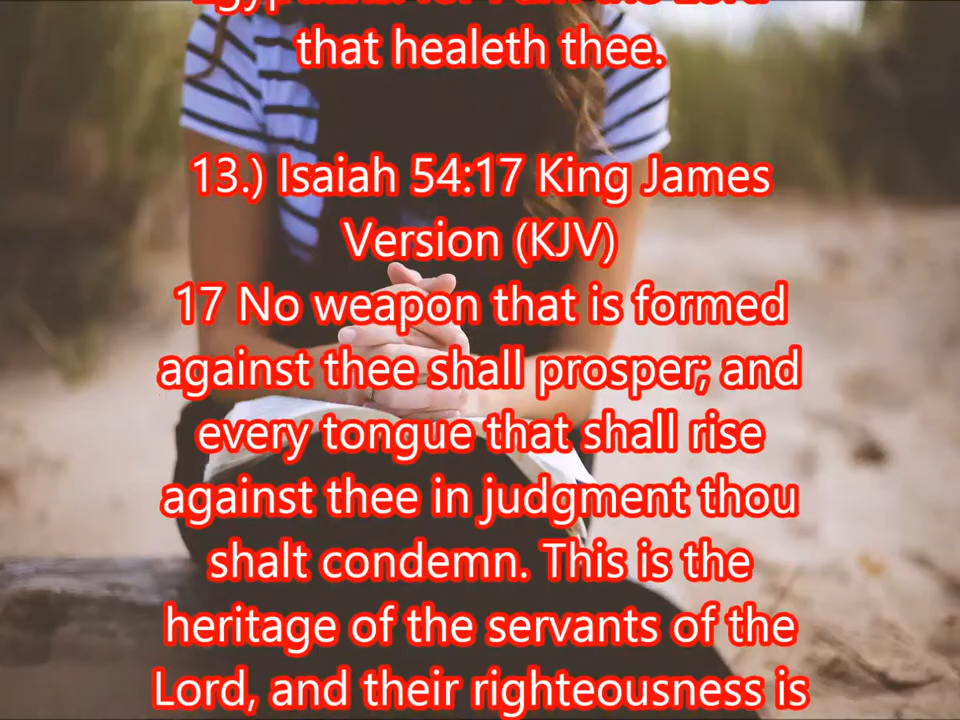 that healeth thee.
13.) Isaiah 54:17 King James
Version (KJV)
17 No weapon that is formed
against thee shall prosper; and
every tongue that shall rise
against thee in judgment thou
shalt condemn. This is the
heritage of the servants of the
Lord, and their righteousness is